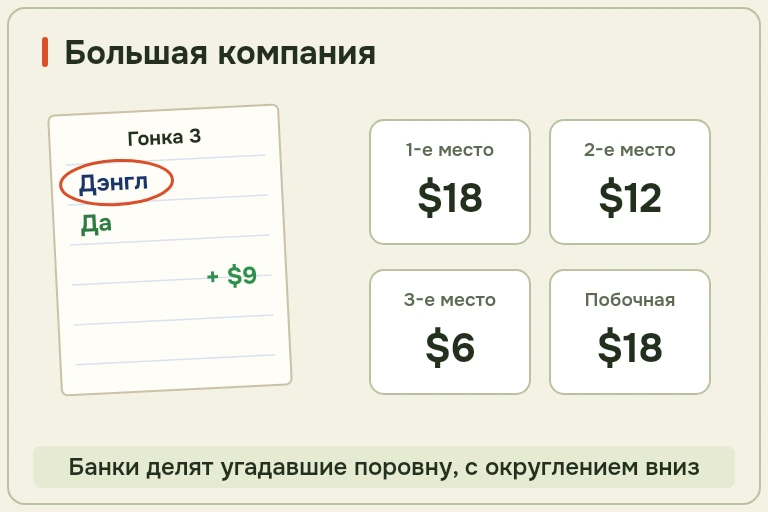 Большая компания
Гонка 3
Дэнгл
Да
+ $9
1-е место
$18
2-е место
$12
3-е место
$6
Побочная
$18
Банки делят угадавшие поровну, с округлением вниз